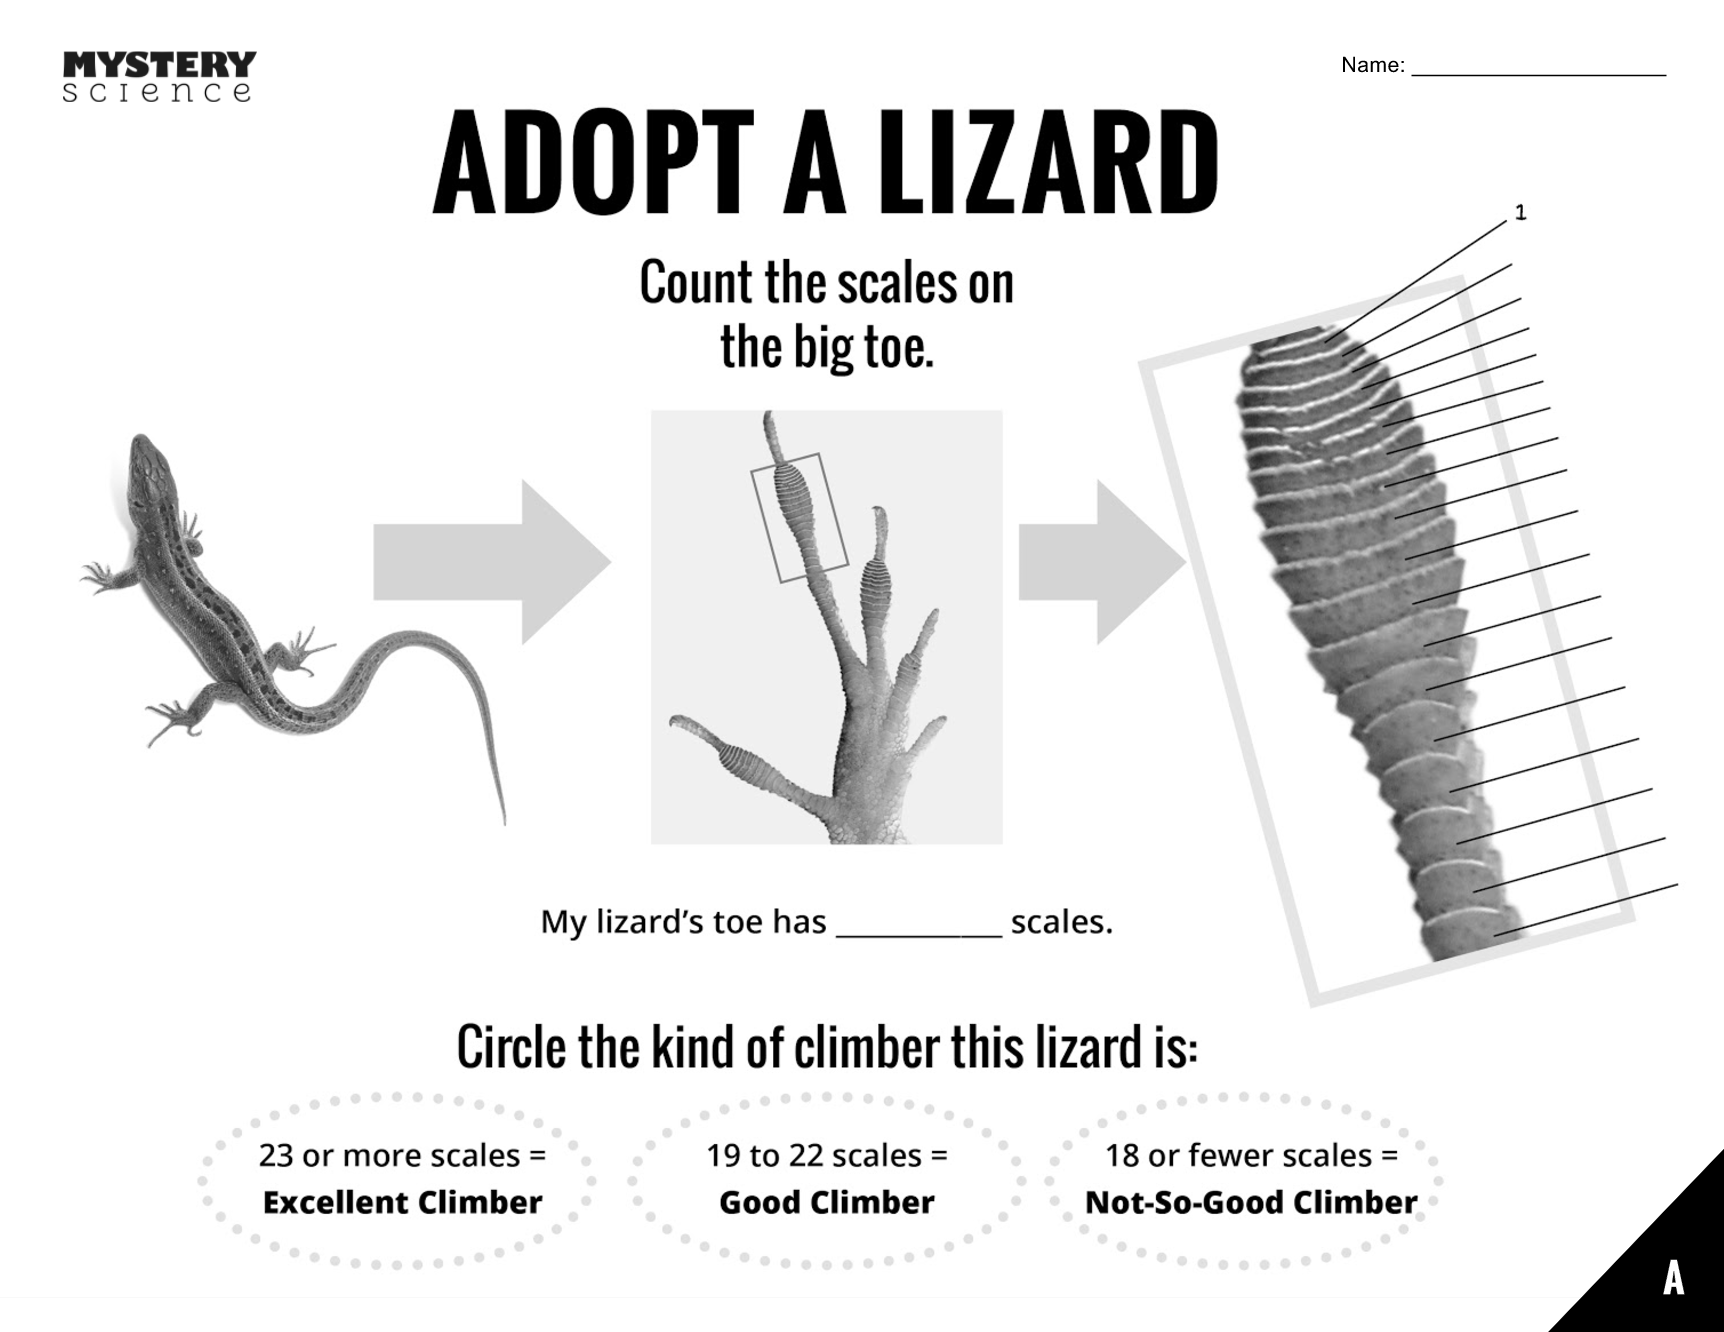 MYSTERY
science
Name: ____________________
ADOPT A LIZARD
1
Count the scales on
the big toe.
My lizard’s toe has __________ scales.
Circle the kind of climber this lizard is:
23 or more scales =
Excellent Climber
19 to 22 scales =
Good Climber
18 or fewer scales =
Not-So-Good Climber
A